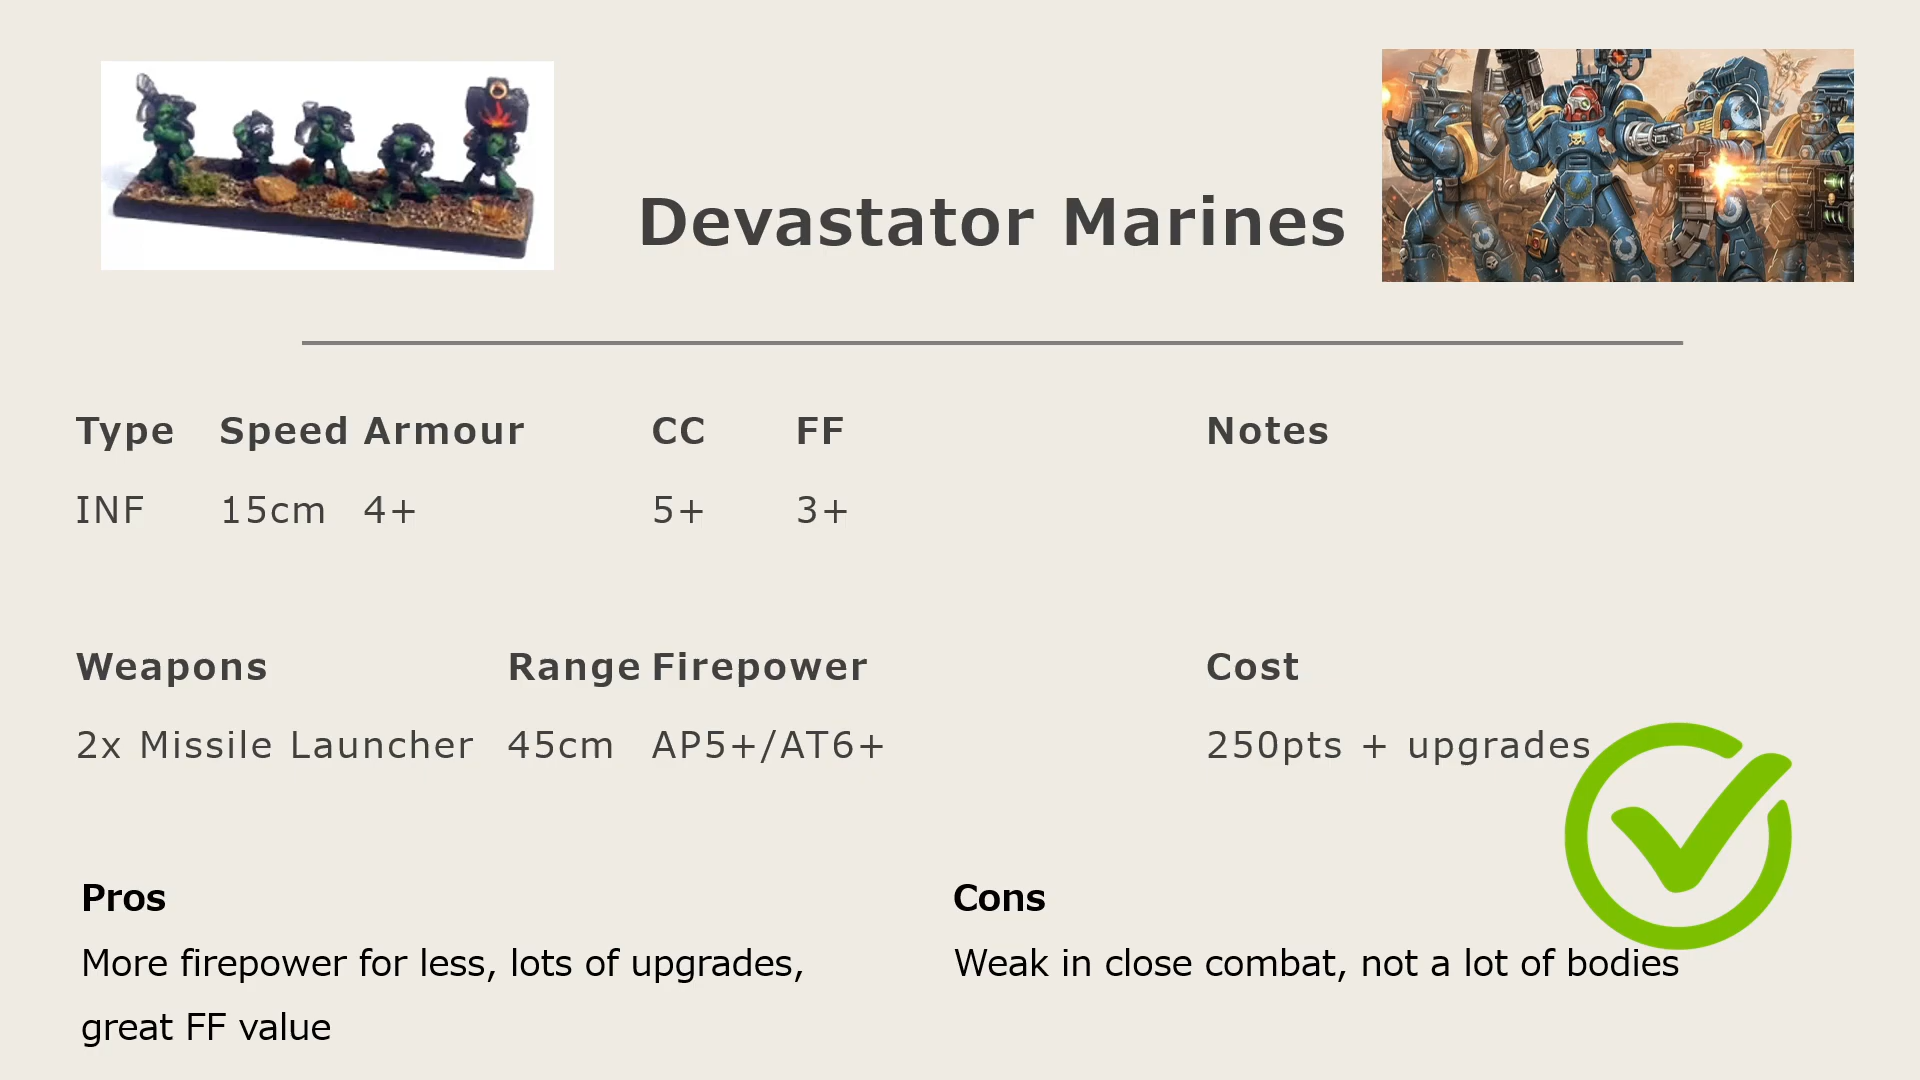 Devastator Marines
Type Speed Armour CC FF Notes
INF 15cm 4+ 5+ 3+
Weapons Range Firepower Cost
2x Missile Launcher 45cm AP5+/AT6+ 250pts + upgrades
Pros Cons
More firepower for less, lots of upgrades, Weak in close combat, not a lot of bodies
great FF value